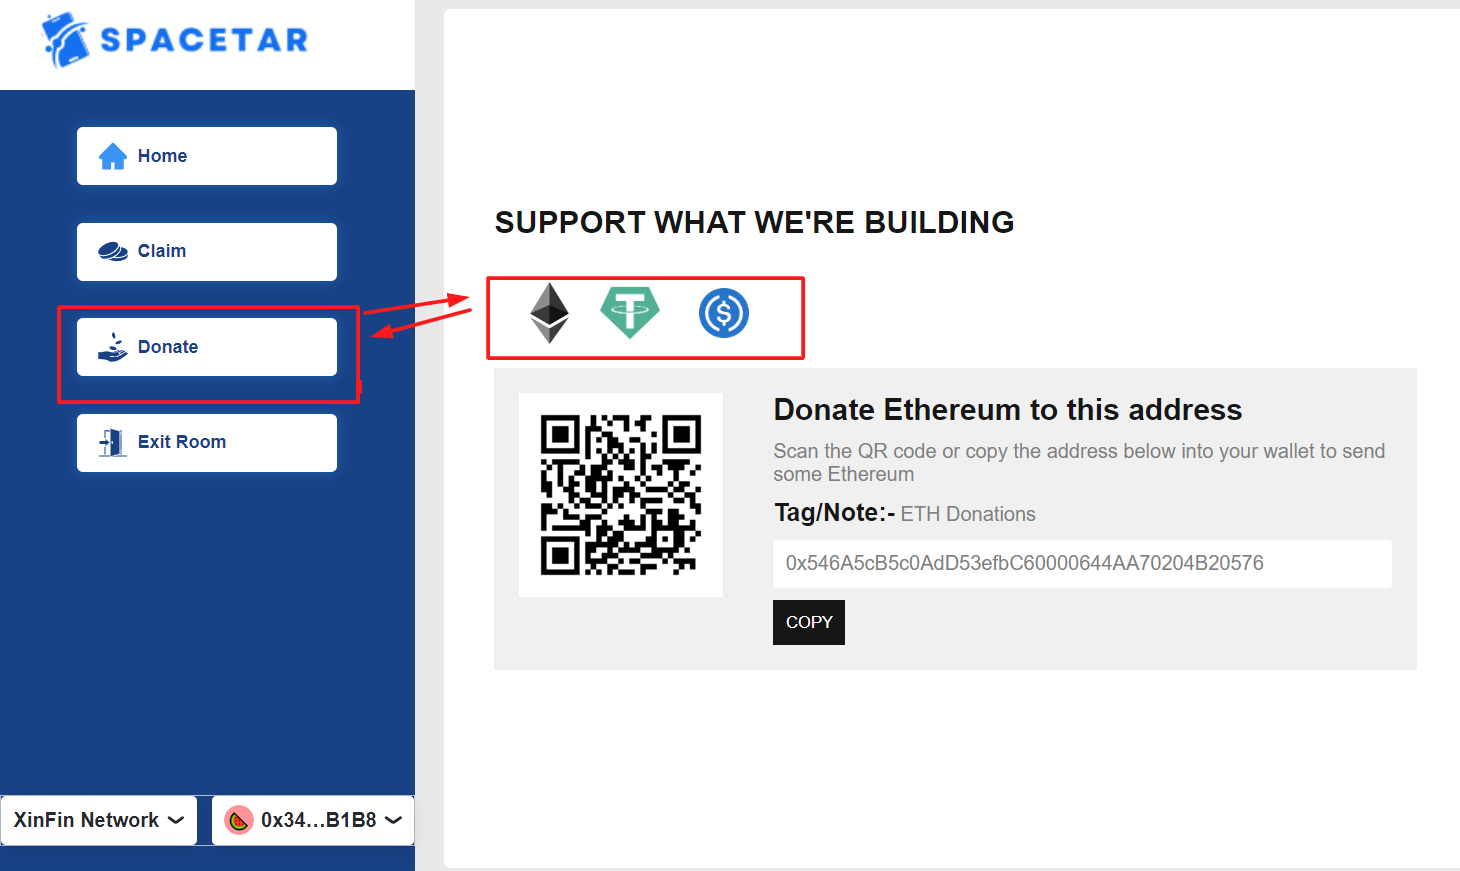 SPACETAR
Home
Claim
Donate
Exit Room
XinFin Network
0x34...B1B8
SUPPORT WHAT WE'RE BUILDING
Donate Ethereum to this address
Scan the QR code or copy the address below into your wallet to send
some Ethereum
Tag/Note:- ETH Donations
0x546A5cB5c0AdD53efbC60000644AA70204B20576
COPY